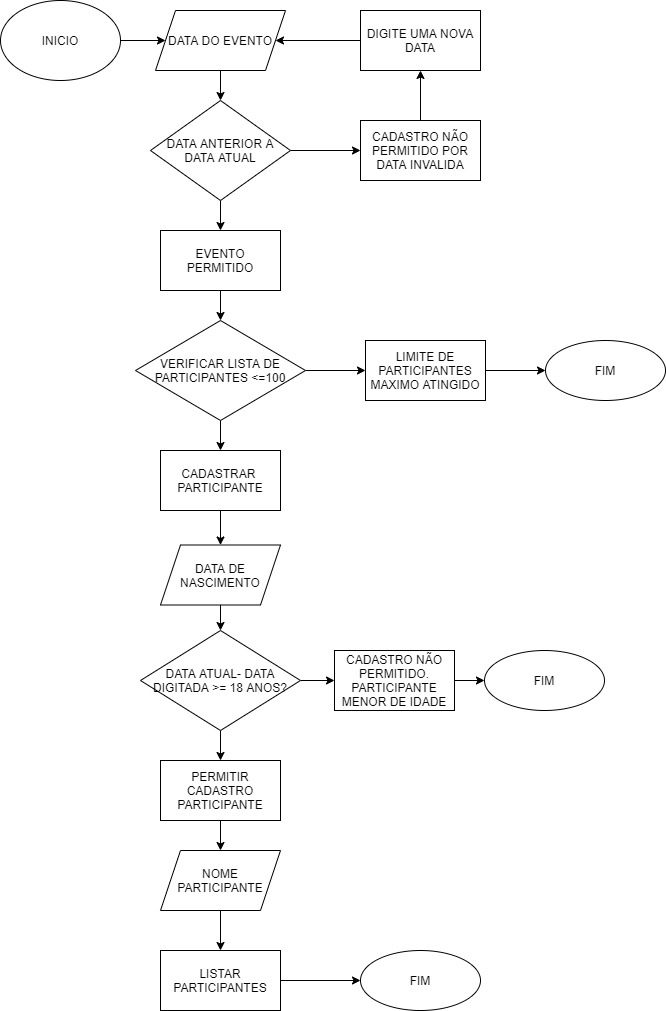 INICIO
DATA DO EVENTO
DIGITE UMA NOVA
DATA
DATA ANTERIOR A
DATA ATUAL
CADASTRO NÃO
PERMITIDO POR
DATA INVALIDA
EVENTO
PERMITIDO
VERIFICAR LISTA DE
PARTICIPANTES <=100
LIMITE DE
PARTICIPANTES
MAXIMO ATINGIDO
FIM
CADASTRAR
PARTICIPANTE
DATA DE
NASCIMENTO
DATA ATUAL- DATA
DIGITADA >= 18 ANOS?
CADASTRO NÃO
PERMITIDO.
PARTICIPANTE
MENOR DE IDADE
FIM
PERMITIR
CADASTRO
PARTICIPANTE
NOME
PARTICIPANTE
LISTAR
PARTICIPANTES
FIM